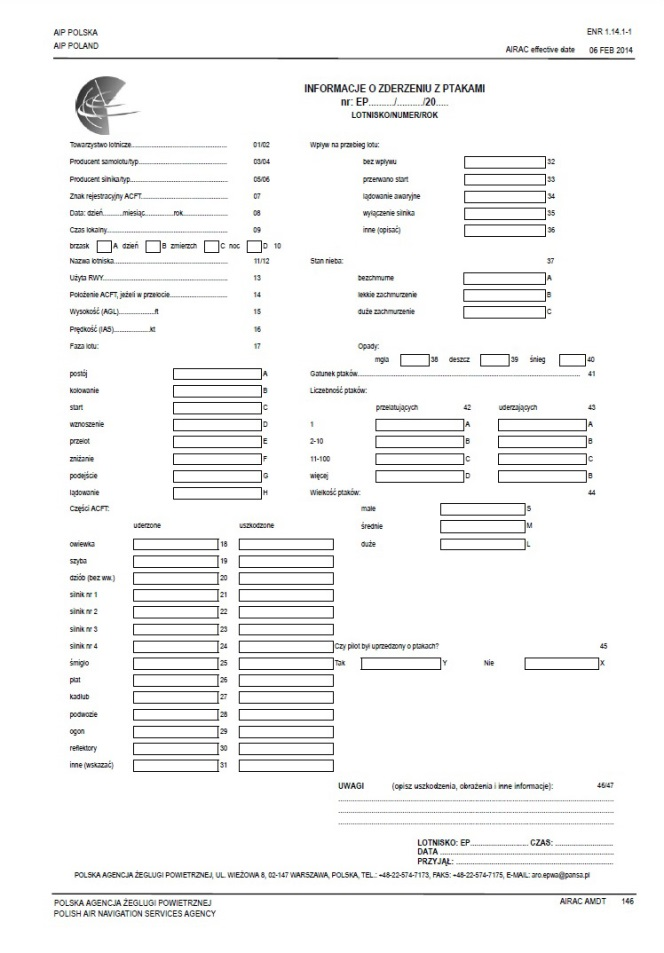 AIP POLSKA
AIP POLAND
ENR 1.14.1-1
AIRAC effective date 06 FEB 2014
INFORMACJE O ZDERZENIU Z PTAKAMI
nr: EP........../........../20.....
LOTNISKO/NUMER/ROK
Towarzystwo lotnicze............................................... 01/02
Producent samolotu/typ............................................ 03/04
Producent silnika/typ............................................... 05/06
Znak rejestracyjny ACFT.......................................... 07
Data: dzień..........miesiąc...............rok...................... 08
Czas lokalny............................................................ 09
brzask A dzień B zmierzch C noc D 10
Nazwa lotniska......................................................... 11/12
Użyta RWY.............................................................. 13
Położenie ACFT, jeżeli w przelocie............................ 14
Wysokość (AGL)...................ft 15
Prędkość (IAS)...................kt 16
Faza lotu: 17
postój A
kołowanie B
start C
wznoszenie D
przelot E
zniżanie F
podejście G
lądowanie H
Części ACFT:
uderzone uszkodzone
owiewka 18
szyba 19
dziób (bez ww.) 20
silnik nr 1 21
silnik nr 2 22
silnik nr 3 23
silnik nr 4 24
śmigło 25
płat 26
kadłub 27
podwozie 28
ogon 29
reflektory 30
inne (wskazać) 31
Wpływ na przebieg lotu:
bez wpływu 32
przerwano start 33
lądowanie awaryjne 34
wyłączenie silnika 35
inne (opisać) 36
Stan nieba: 37
bezchmurne A
lekkie zachmurzenie B
duże zachmurzenie C
Opady:
mgła 38 deszcz 39 śnieg 40
Gatunek ptaków.................................................................................... 41
Liczebność ptaków:
przelatujących 42 uderzających 43
1 A A
2-10 B B
11-100 C C
więcej D B
Wielkość ptaków: 44
małe S
średnie M
duże L
Czy pilot był uprzedzony o ptakach? 45
Tak Y Nie X
UWAGI (opisz uszkodzenia, obrażenia i inne informacje): 46/47
....................................................................................................
....................................................................................................
....................................................................................................
LOTNISKO: EP...................... CZAS: ......................
DATA ............................................................
PRZYJĄŁ: .......................................................
POLSKA AGENCJA ŻEGLUGI POWIETRZNEJ, UL. WIEŻOWA 8, 02-147 WARSZAWA, POLSKA, TEL.: +48-22-574-7173, FAKS: +48-22-574-7175, E-MAIL: aro.epwa@pansa.pl
POLSKA AGENCJA ŻEGLUGI POWIETRZNEJ
POLISH AIR NAVIGATION SERVICES AGENCY
AIRAC AMDT 146